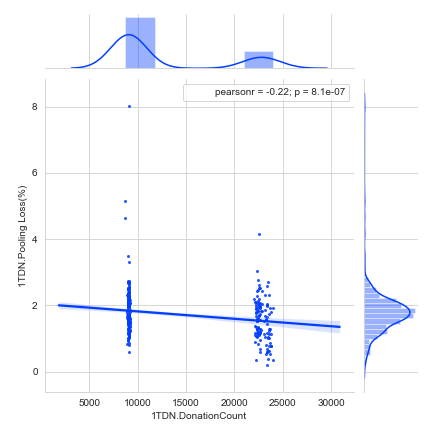 pearsonr = -0.22; p = 8.1e-07
8
6
4
2
0
1TDN.Pooling Loss(%)
5000 10000 15000 20000 25000 30000
1TDN.DonationCount